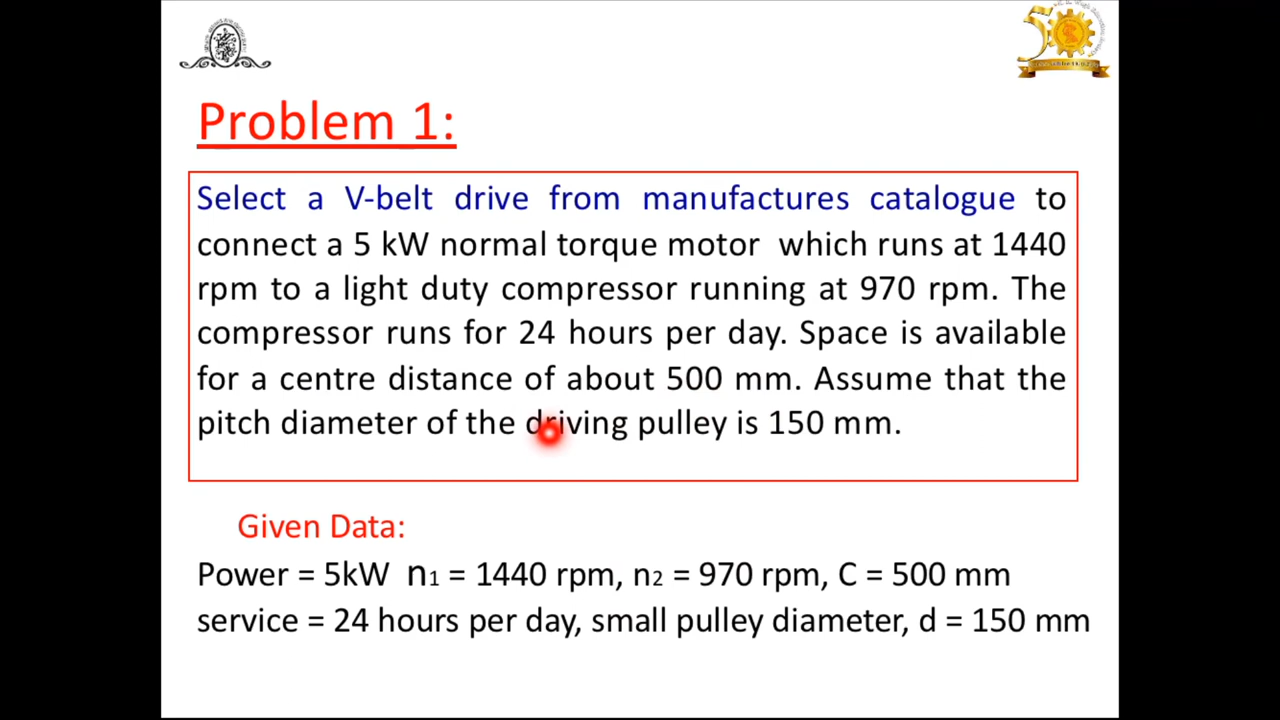 Problem 1:
Select a V-belt drive from manufactures catalogue to
connect a 5 kW normal torque motor which runs at 1440
rpm to a light duty compressor running at 970 rpm. The
compressor runs for 24 hours per day. Space is available
for a centre distance of about 500 mm. Assume that the
pitch diameter of the driving pulley is 150 mm.
Given Data:
Power = 5kW n1 = 1440 rpm, n2 = 970 rpm, C = 500 mm
service = 24 hours per day, small pulley diameter, d = 150 mm